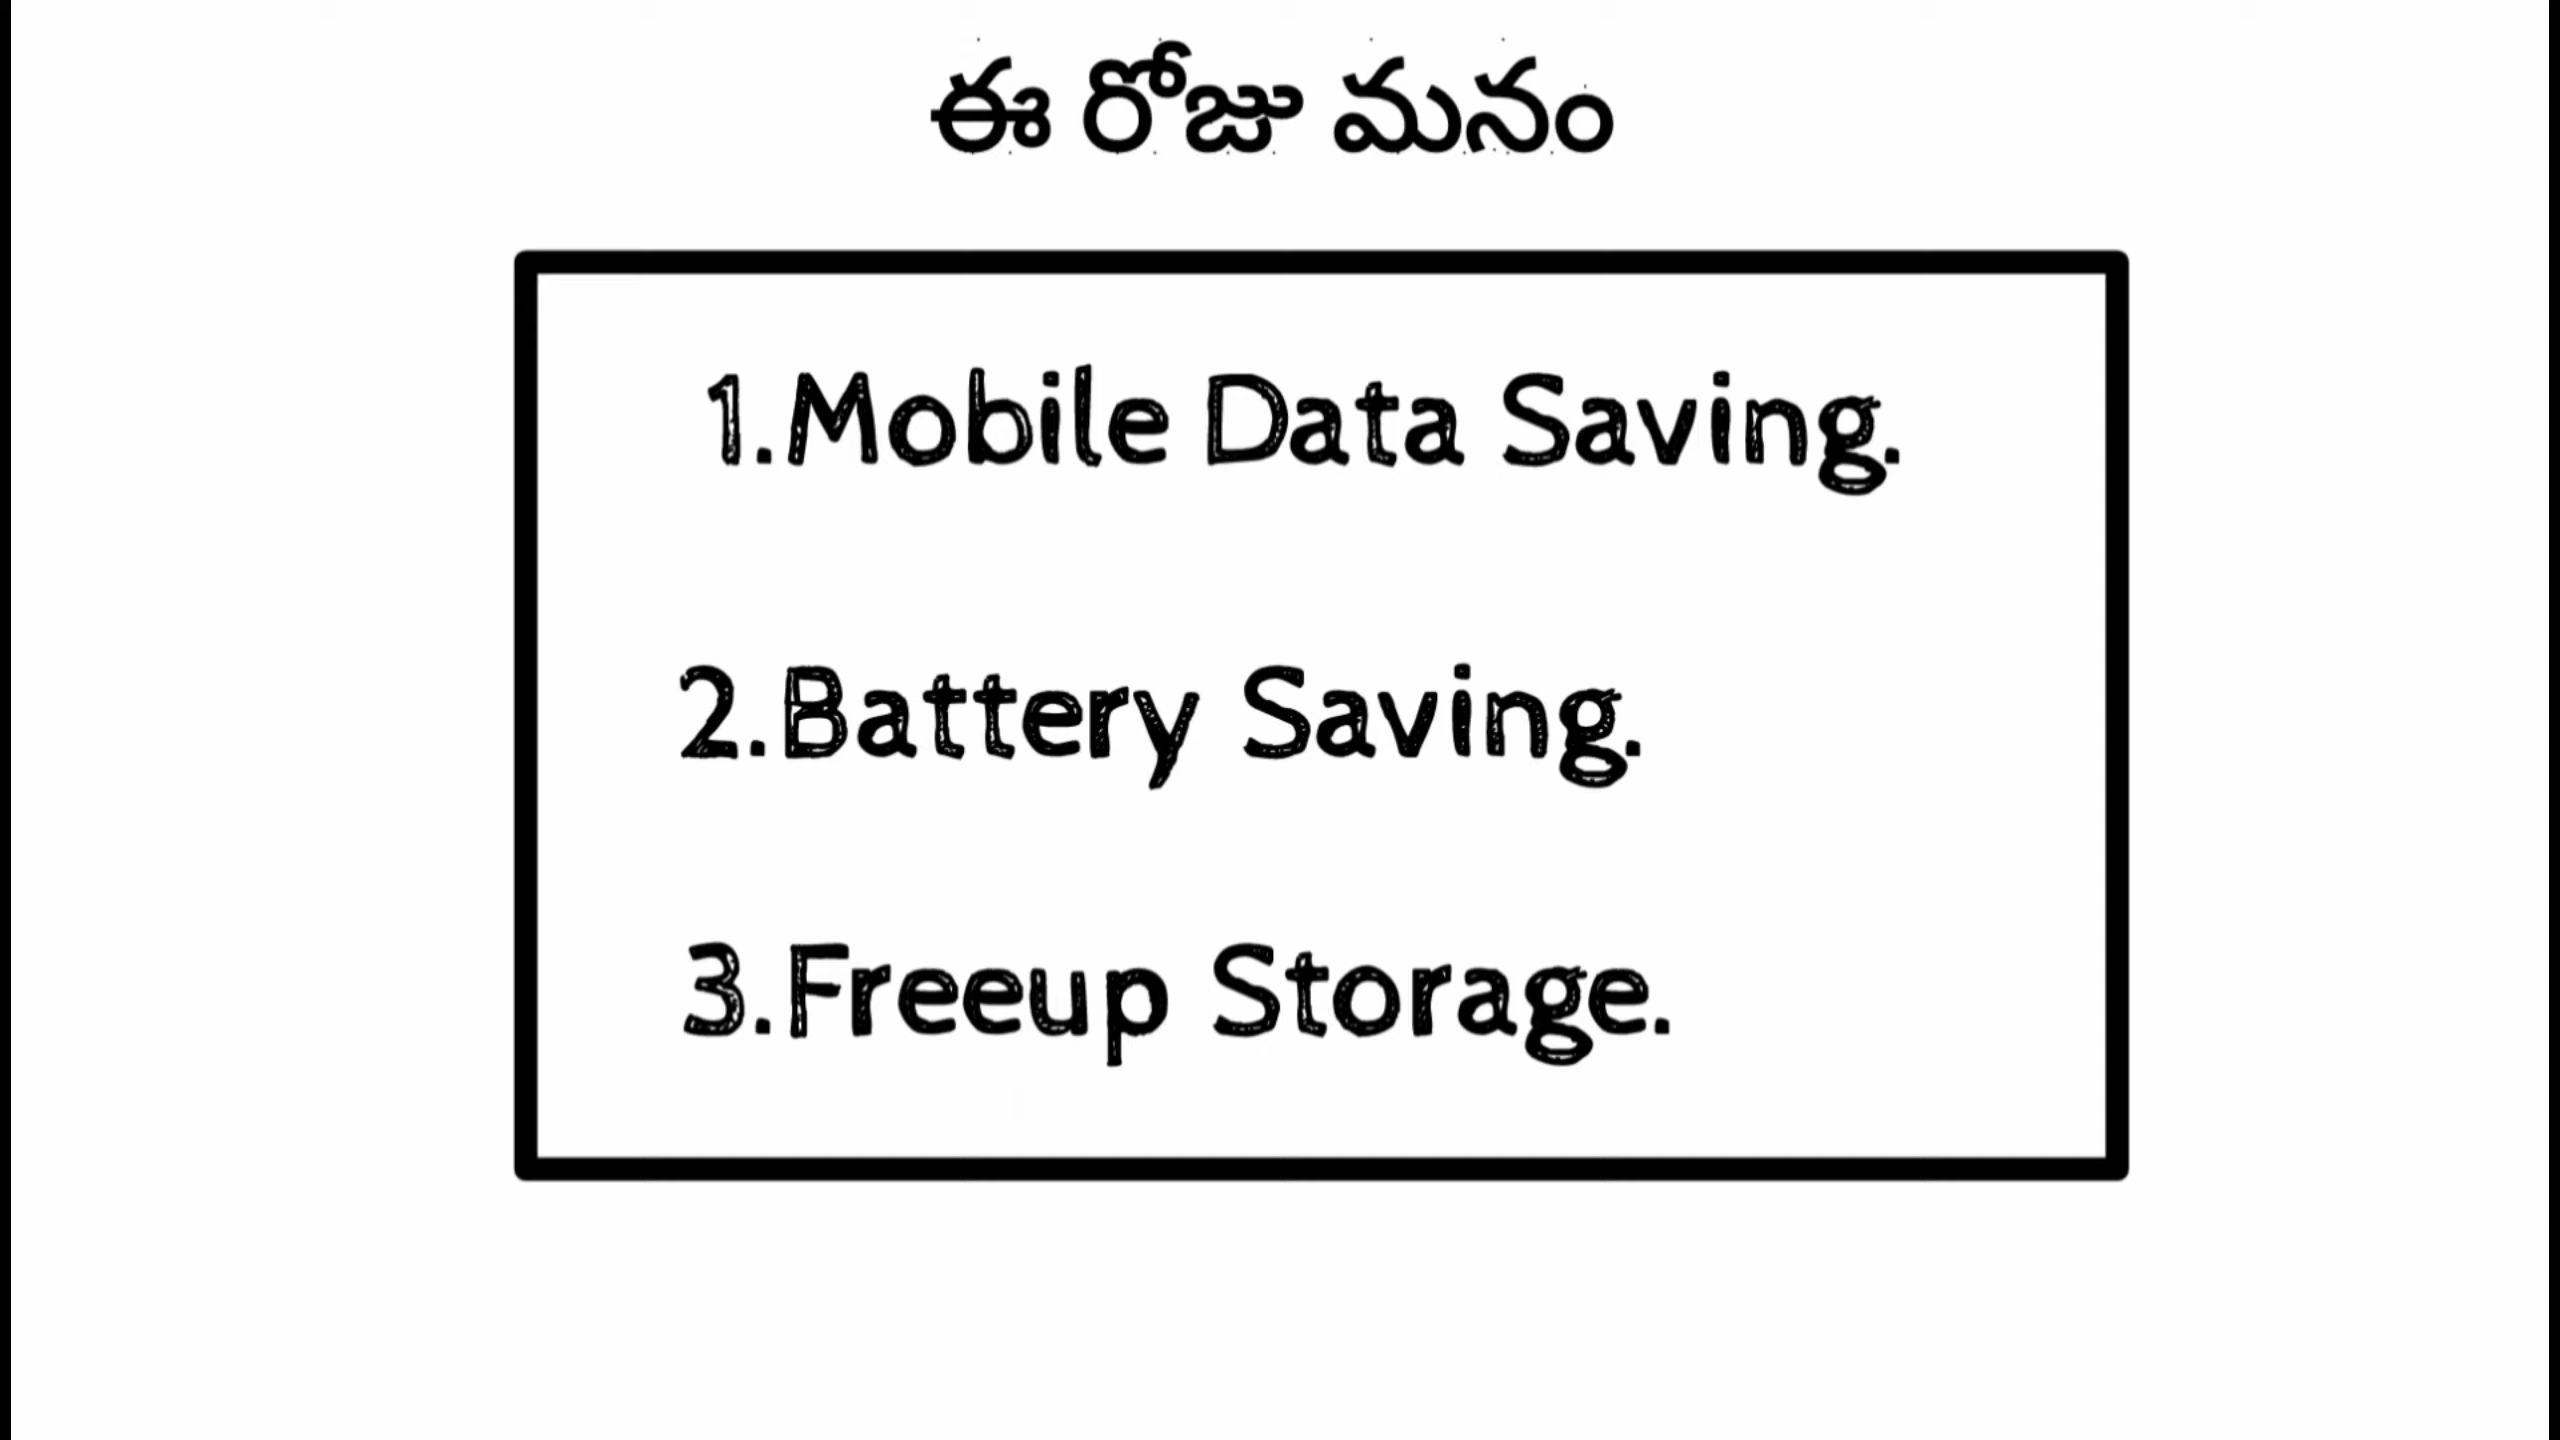 ఈ రోజు మనం
1.Mobile Data Saving.
2.Battery Saving.
3.Freeup Storage.